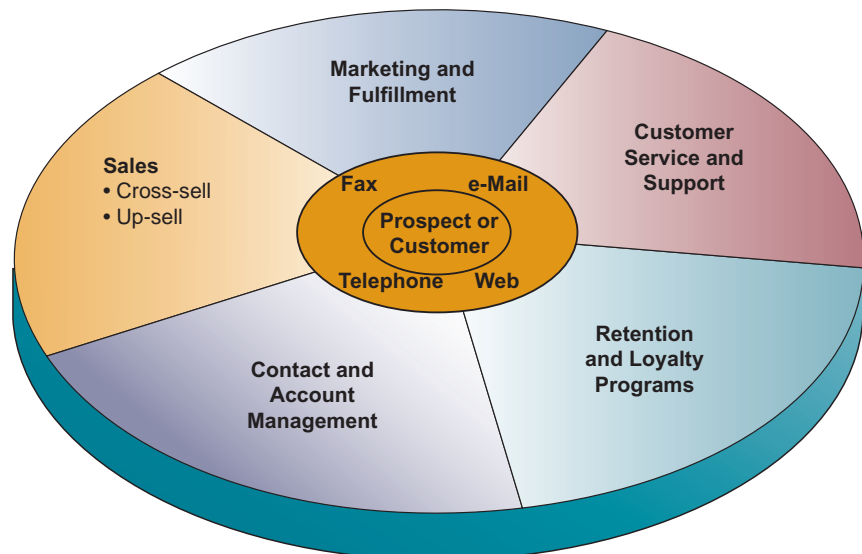 Marketing and
Fulfillment
Customer
Service and
Support
Sales
• Cross-sell
• Up-sell
Fax
e-Mail
Prospect or
Customer
Telephone
Web
Retention
and Loyalty
Programs
Contact and
Account
Management